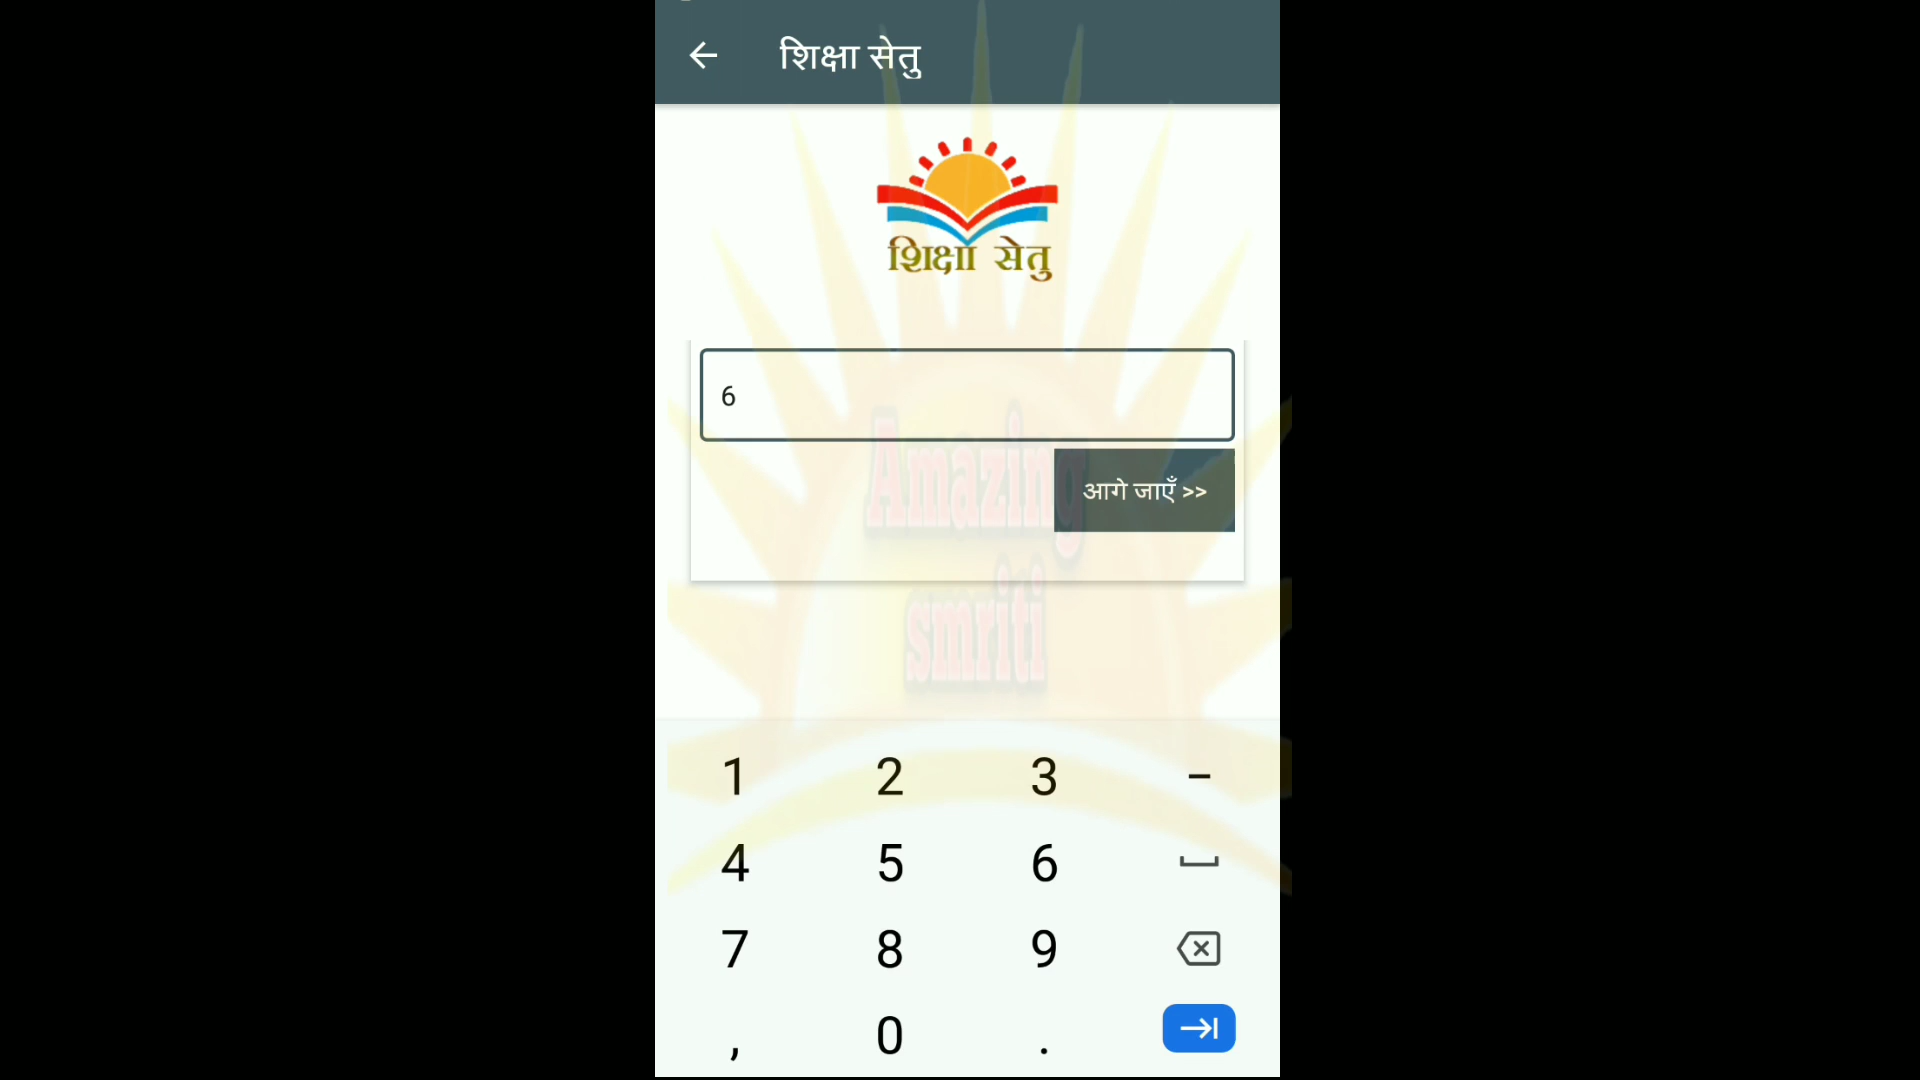 शिक्षा सेतु
शिक्षा सेतु
6
आगे जाएँ >>
Amazing
smriti
1 2 3 –
4 5 6
7 8 9
, 0 .